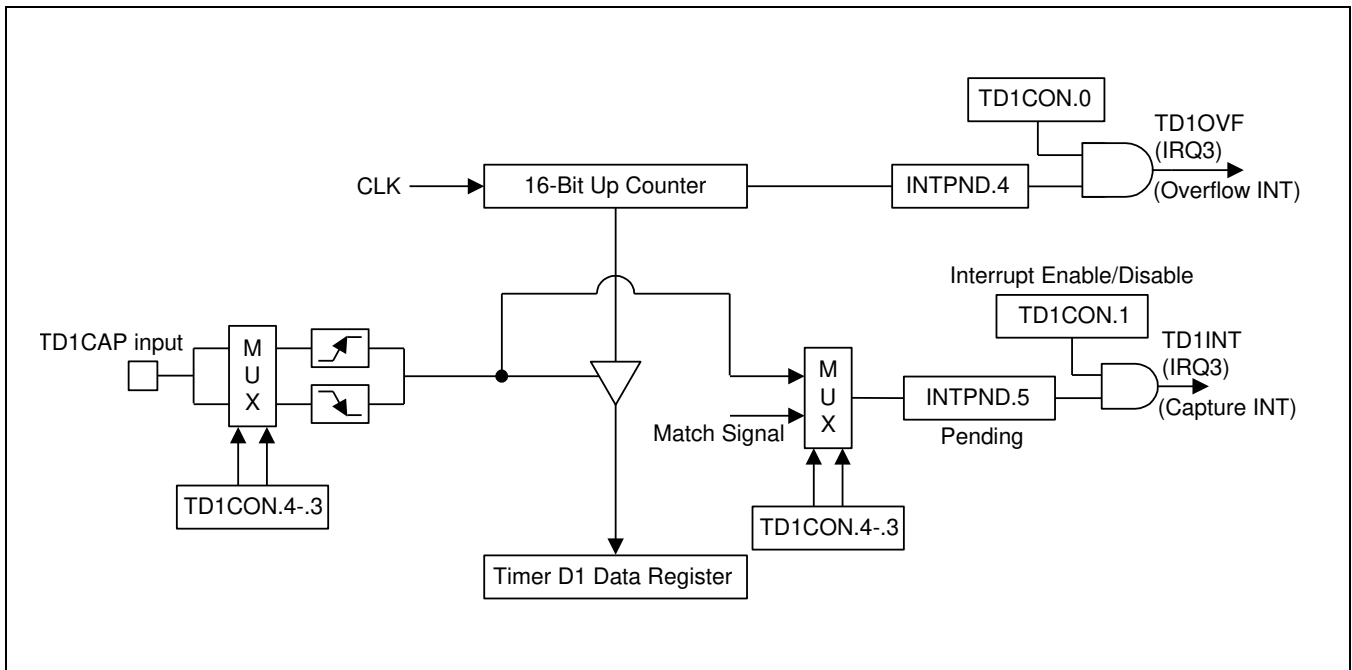 TD1CON.0
TD1OVF
(IRQ3)
(Overflow INT)
CLK
16-Bit Up Counter
INTPND.4
Interrupt Enable/Disable
TD1CON.1
TD1INT
(IRQ3)
(Capture INT)
TD1CAP input
M
U
X
M
U
X
Match Signal
INTPND.5
Pending
TD1CON.4-.3
TD1CON.4-.3
Timer D1 Data Register